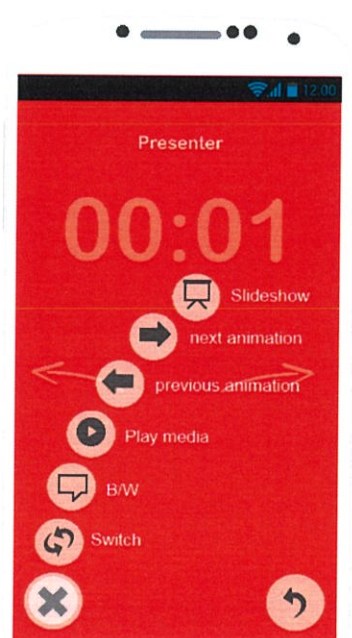 12.00
Presenter
00:01
Slideshow
next animation
previous animation
Play media
B/W
Switch